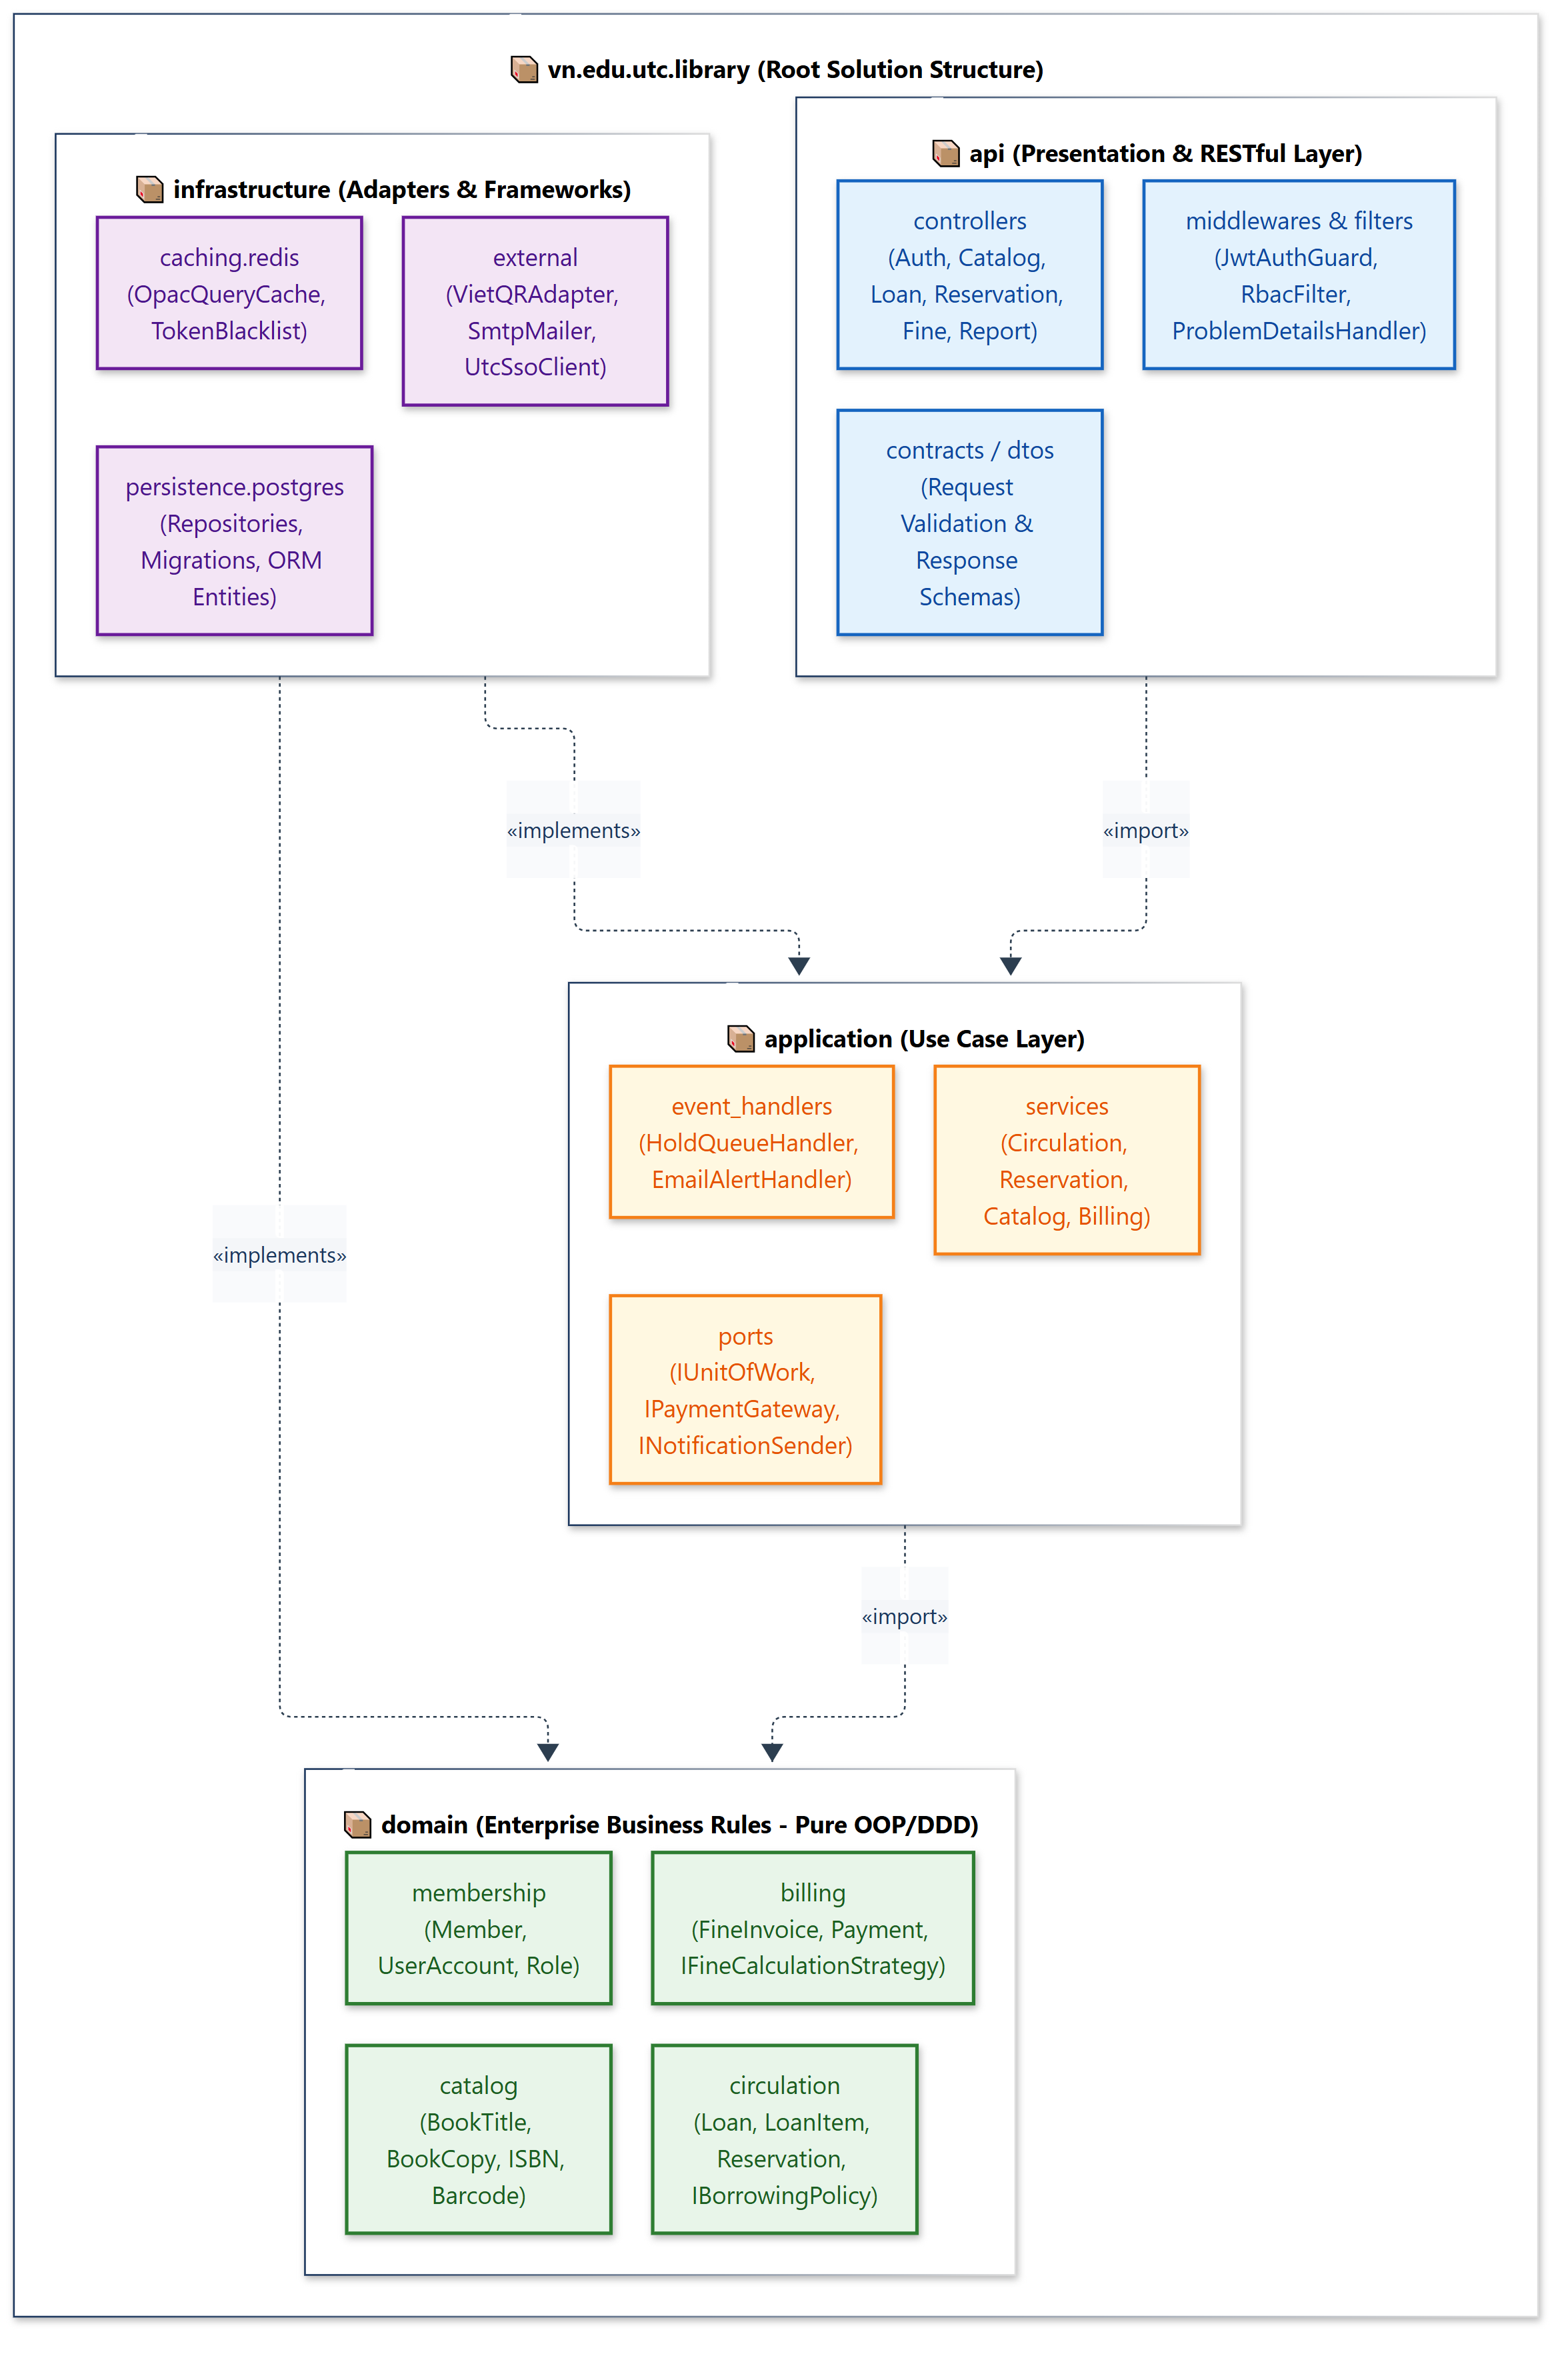 vn.edu.utc.library (Root Solution Structure)
infrastructure (Adapters & Frameworks)
caching.redis
(OpacQueryCache,
TokenBlacklist)
external
(VietQRAdapter,
SmtpMailer,
UtcSsoClient)
persistence.postgres
(Repositories,
Migrations, ORM
Entities)
api (Presentation & RESTful Layer)
controllers
(Auth, Catalog,
Loan, Reservation,
Fine, Report)
middlewares & filters
(JwtAuthGuard,
RbacFilter,
ProblemDetailsHandler)
contracts / dtos
(Request
Validation &
Response
Schemas)
«implements»
«import»
application (Use Case Layer)
event_handlers
(HoldQueueHandler,
EmailAlertHandler)
services
(Circulation,
Reservation,
Catalog, Billing)
ports
(IUnitOfWork,
IPaymentGateway,
INotificationSender)
«implements»
«import»
domain (Enterprise Business Rules - Pure OOP/DDD)
membership
(Member,
UserAccount, Role)
billing
(FineInvoice, Payment,
IFineCalculationStrategy)
catalog
(BookTitle,
BookCopy, ISBN,
Barcode)
circulation
(Loan, LoanItem,
Reservation,
IBorrowingPolicy)